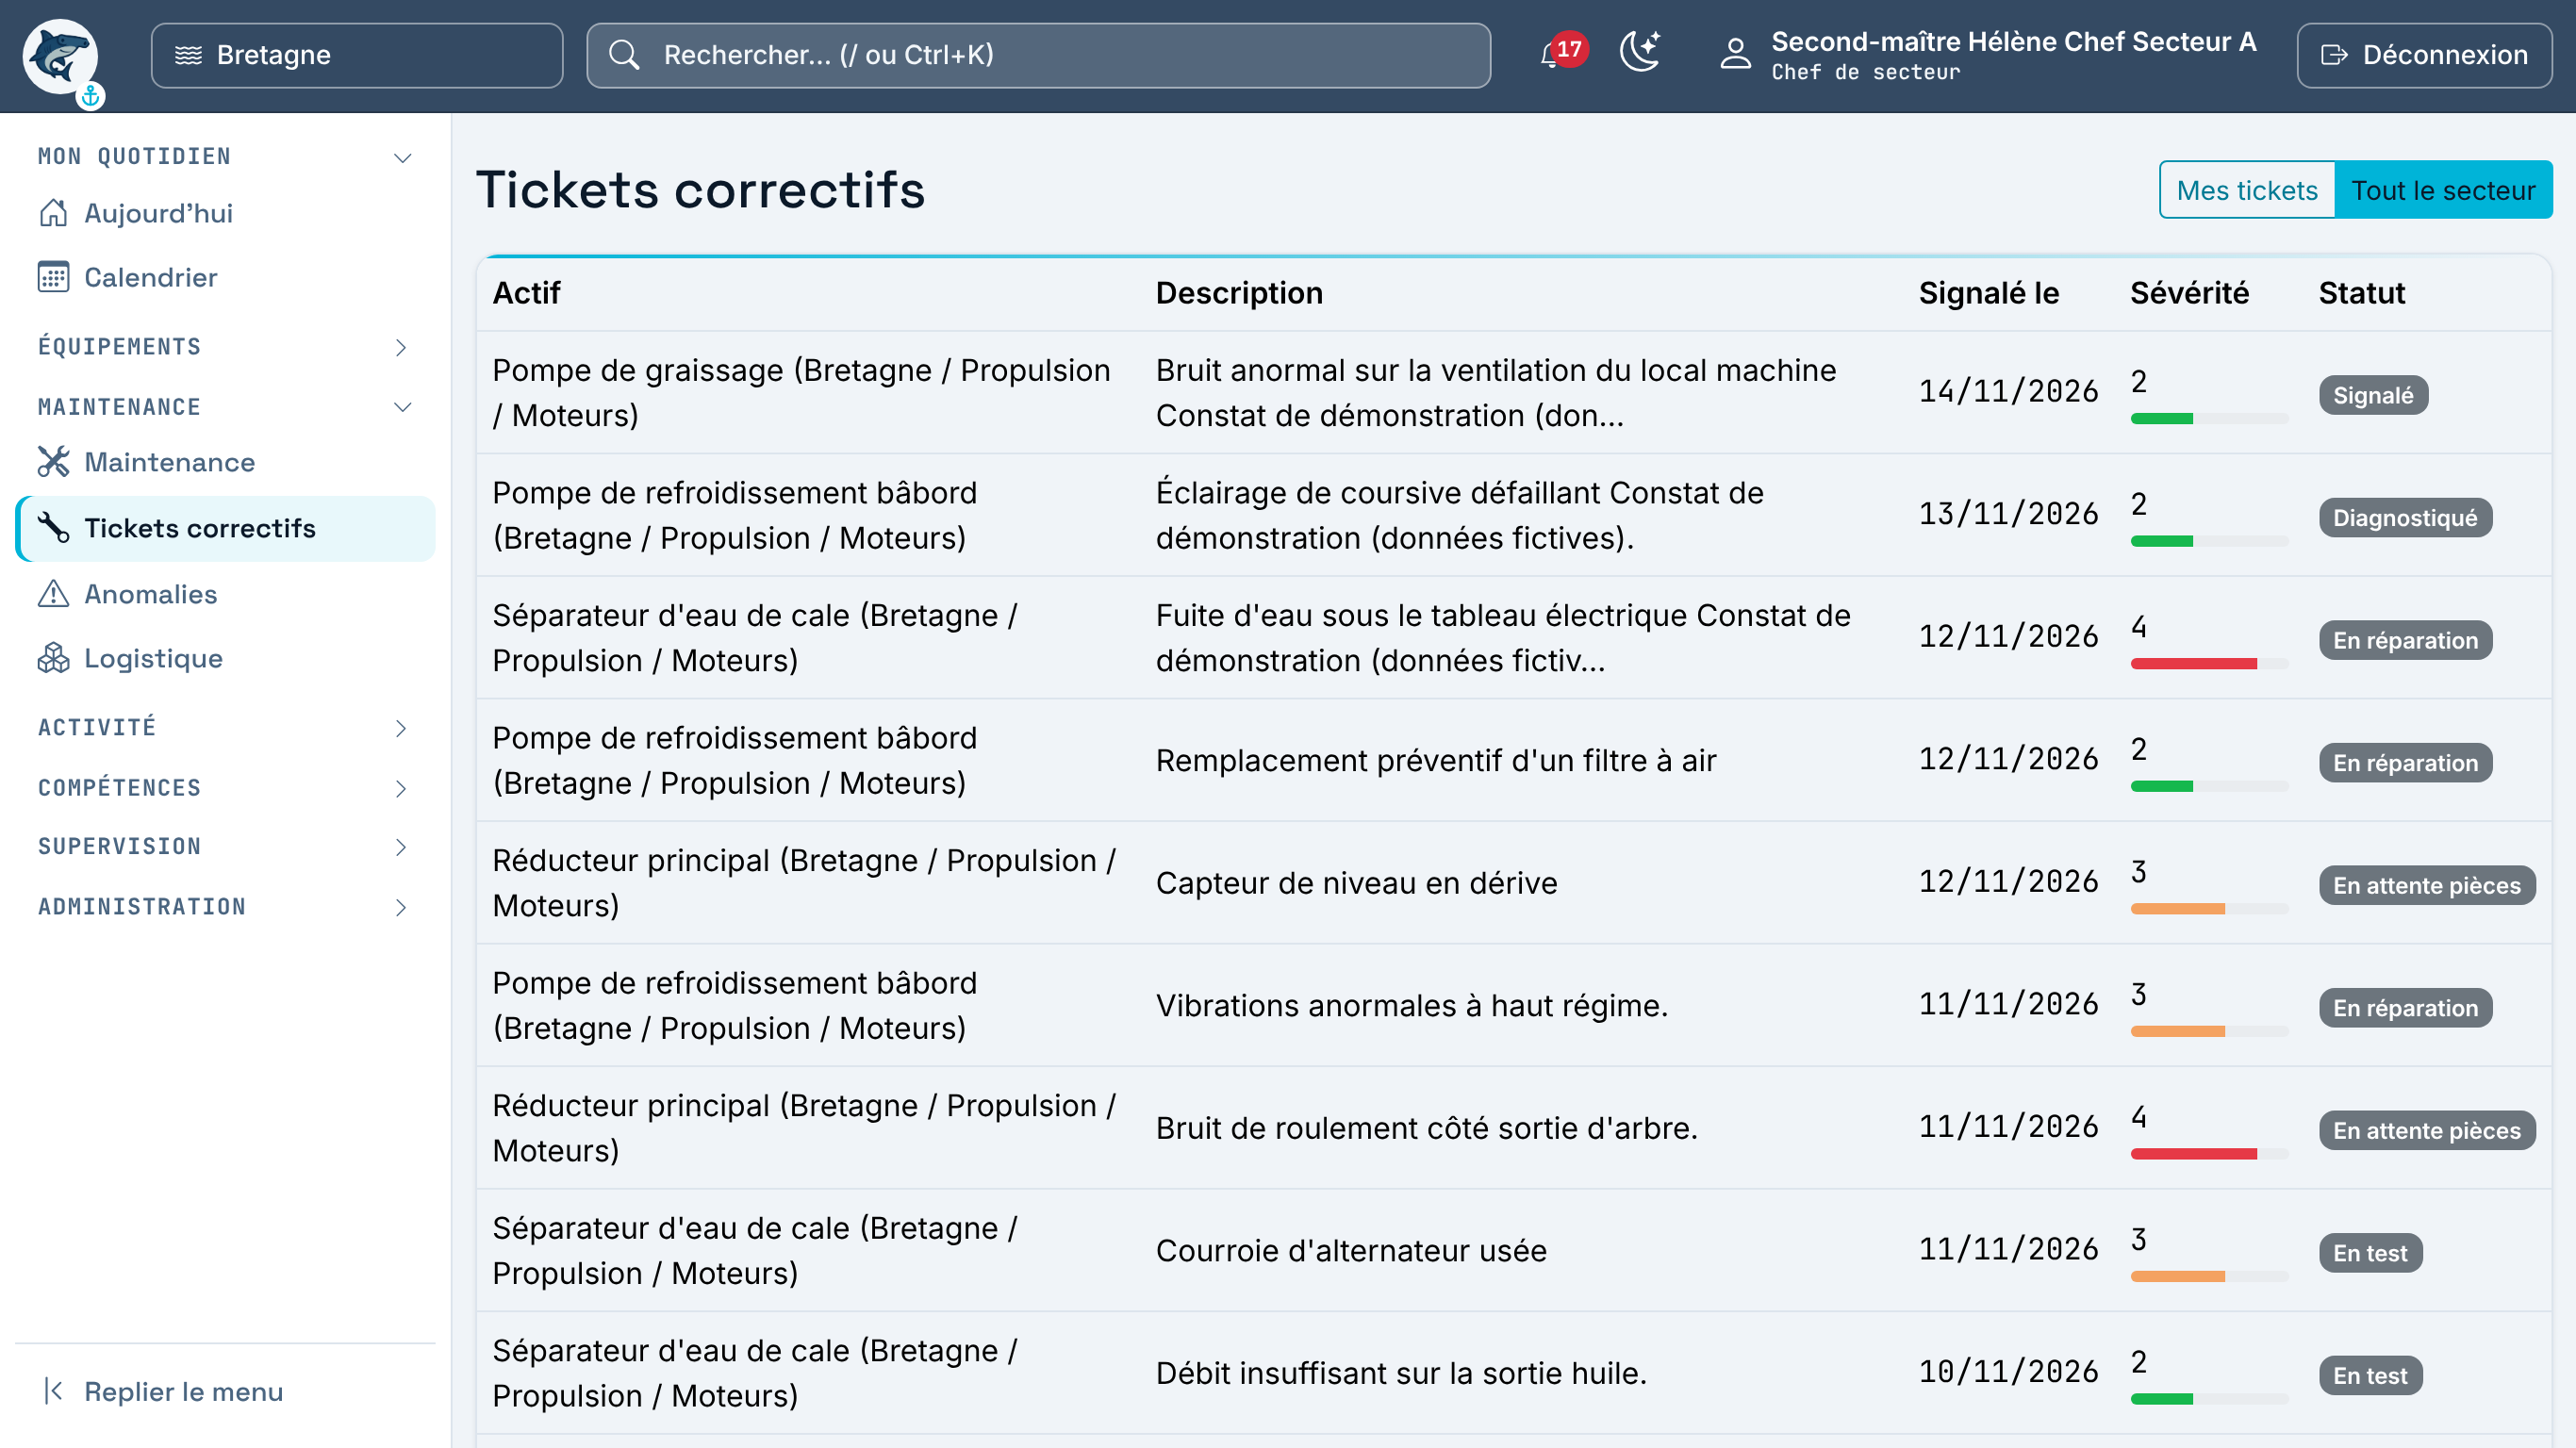 Bretagne
Rechercher... (/ ou Ctrl+K)
17
Second-maître Hélène Chef Secteur A
Chef de secteur
Déconnexion
MON QUOTIDIEN
Aujourd'hui
Calendrier
ÉQUIPEMENTS
MAINTENANCE
Maintenance
Tickets correctifs
Anomalies
Logistique
ACTIVITÉ
COMPÉTENCES
SUPERVISION
ADMINISTRATION
Replier le menu
Tickets correctifs
Mes tickets
Tout le secteur
Actif Description Signalé le Sévérité Statut
Pompe de graissage (Bretagne / Propulsion
/ Moteurs)
Bruit anormal sur la ventilation du local machine
Constat de démonstration (don...
14/11/2026
2
Signalé
Pompe de refroidissement bâbord
(Bretagne / Propulsion / Moteurs)
Éclairage de coursive défaillant Constat de
démonstration (données fictives).
13/11/2026
2
Diagnostiqué
Séparateur d'eau de cale (Bretagne /
Propulsion / Moteurs)
Fuite d'eau sous le tableau électrique Constat de
démonstration (données fictiv...
12/11/2026
4
En réparation
Pompe de refroidissement bâbord
(Bretagne / Propulsion / Moteurs)
Remplacement préventif d'un filtre à air
12/11/2026
2
En réparation
Réducteur principal (Bretagne / Propulsion /
Moteurs)
Capteur de niveau en dérive
12/11/2026
3
En attente pièces
Pompe de refroidissement bâbord
(Bretagne / Propulsion / Moteurs)
Vibrations anormales à haut régime.
11/11/2026
3
En réparation
Réducteur principal (Bretagne / Propulsion /
Moteurs)
Bruit de roulement côté sortie d'arbre.
11/11/2026
4
En attente pièces
Séparateur d'eau de cale (Bretagne /
Propulsion / Moteurs)
Courroie d'alternateur usée
11/11/2026
3
En test
Séparateur d'eau de cale (Bretagne /
Propulsion / Moteurs)
Débit insuffisant sur la sortie huile.
10/11/2026
2
En test